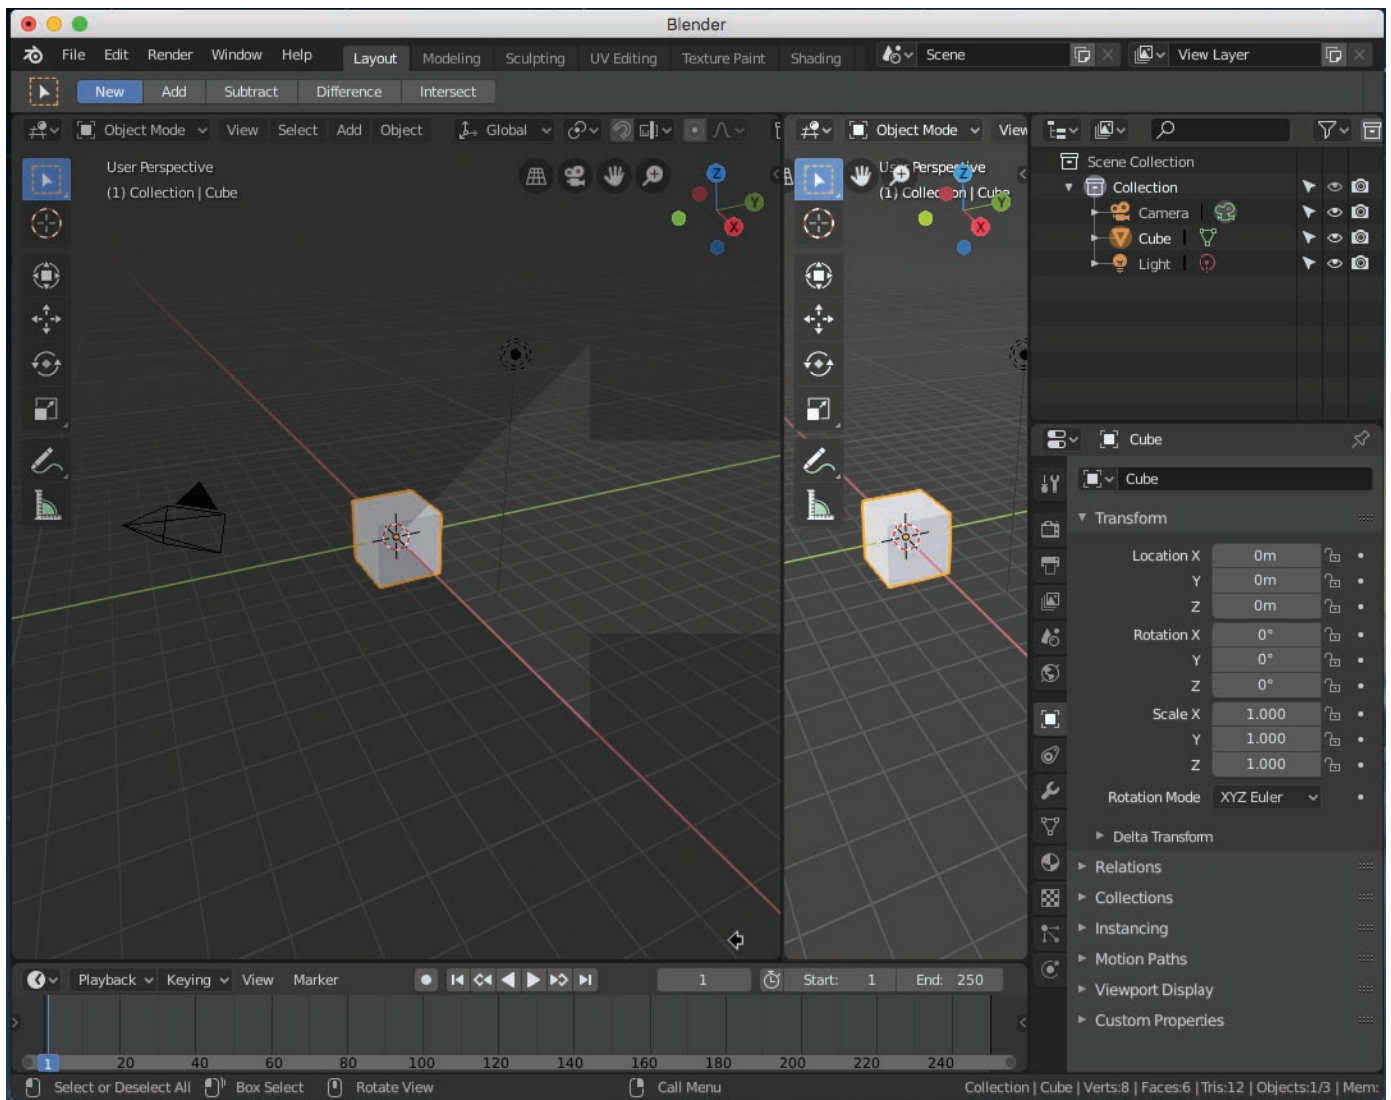 Blender
File Edit Render Window Help Layout Modeling Sculpting UV Editing Texture Paint Shading Scene View Layer
New Add Subtract Difference Intersect
Object Mode View Select Add Object Global
User Perspective
(1) Collection | Cube
Z
Y
X
Object Mode View
User Perspective
(1) Collection | Cube
Z
Y
X
Scene Collection
Collection
Camera
Cube
Light
Cube
Cube
Transform
Location X 0m
Y 0m
Z 0m
Rotation X 0°
Y 0°
Z 0°
Scale X 1.000
Y 1.000
Z 1.000
Rotation Mode XYZ Euler
Delta Transform
Relations
Collections
Instancing
Motion Paths
Viewport Display
Custom Properties
Playback Keying View Marker 1 Start: 1 End: 250
1 20 40 60 80 100 120 140 160 180 200 220 240
Select or Deselect All Box Select Rotate View Call Menu Collection | Cube | Verts:8 | Faces:6 | Tris:12 | Objects:1/3 | Mem: